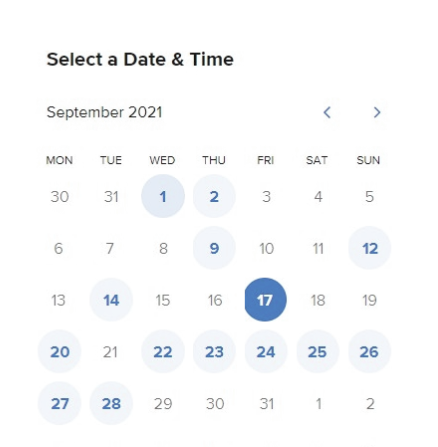 Select a Date & Time
September 2021
MON TUE WED THU FRI SAT SUN
30 31 1 2 3 4 5
6 7 8 9 10 11 12
13 14 15 16 17 18 19
20 21 22 23 24 25 26
27 28 29 30 31 1 2